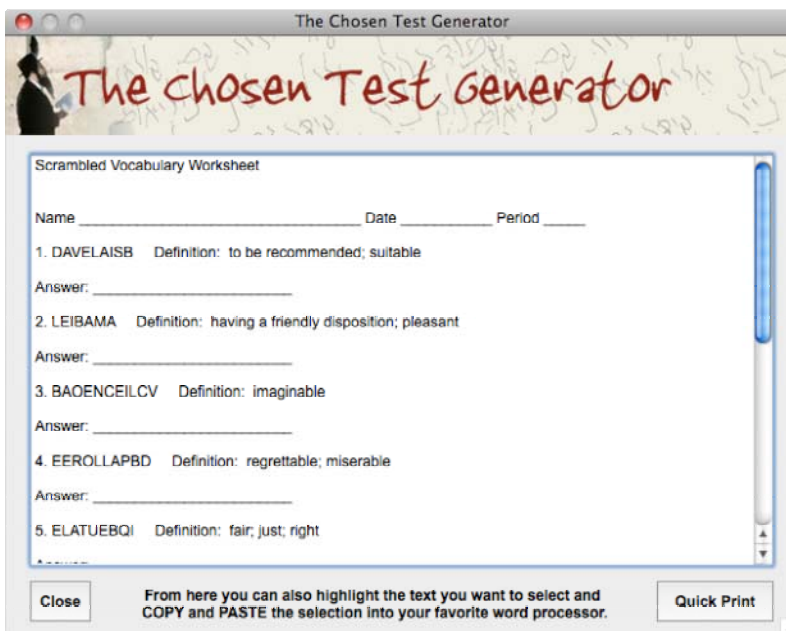 The Chosen Test Generator
The Chosen Test Generator
Scrambled Vocabulary Worksheet
Name _________________________________ Date ___________ Period _____
1. DAVELAISB Definition: to be recommended; suitable
Answer: ________________________
2. LEIBAMA Definition: having a friendly disposition; pleasant
Answer: ________________________
3. BAOENCEILCV Definition: imaginable
Answer: ________________________
4. EEROLLAPBD Definition: regrettable; miserable
Answer: ________________________
5. ELATUEBQI Definition: fair; just; right
Close
From here you can also highlight the text you want to select and
COPY and PASTE the selection into your favorite word processor.
Quick Print